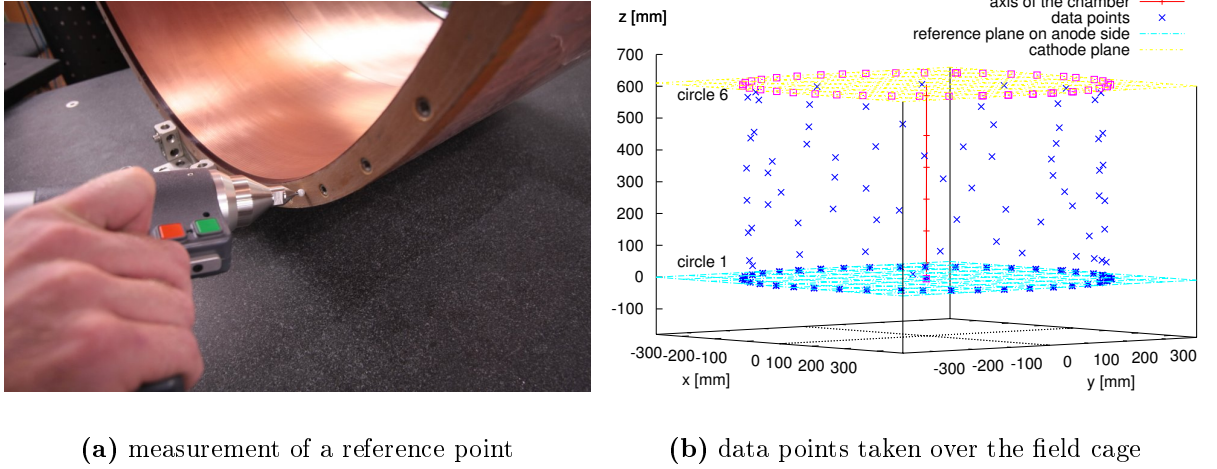 z [mm]
axis of the chamber
data points
reference plane on anode side
cathode plane
700
600
500
400
300
200
100
0
-100
circle 6
circle 1
-300 -200 -100 0 100 200 300
x [mm]
-300 -200 -100 0 100 200 300
y [mm]
(a) measurement of a reference point
(b) data points taken over the field cage